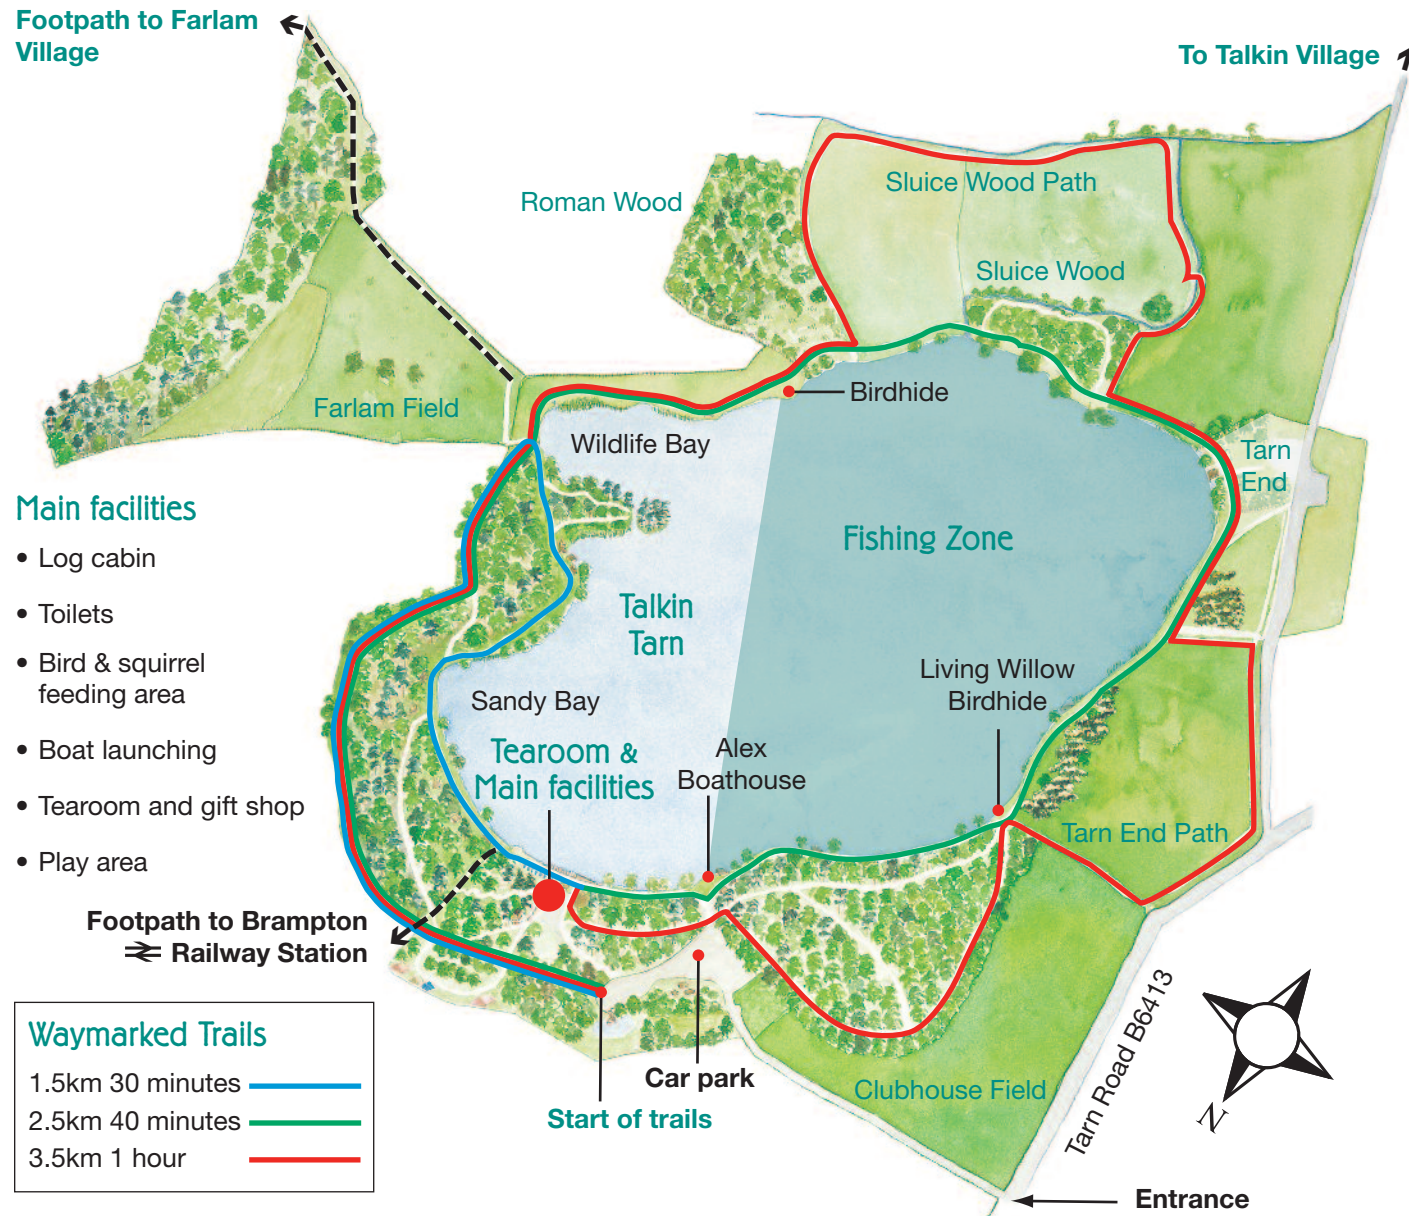 Footpath to Farlam
Village
To Talkin Village
Roman Wood
Sluice Wood Path
Sluice Wood
Farlam Field
Birdhide
Wildlife Bay
Tarn
End
Main facilities
• Log cabin
• Toilets
• Bird & squirrel
feeding area
• Boat launching
• Tearoom and gift shop
• Play area
Fishing Zone
Talkin
Tarn
Living Willow
Birdhide
Sandy Bay
Tearoom &
Main facilities
Alex
Boathouse
Tarn End Path
Footpath to Brampton
Railway Station
Waymarked Trails
1.5km 30 minutes
2.5km 40 minutes
3.5km 1 hour
Car park
Start of trails
Clubhouse Field
Tarn Road B6413
N
Entrance